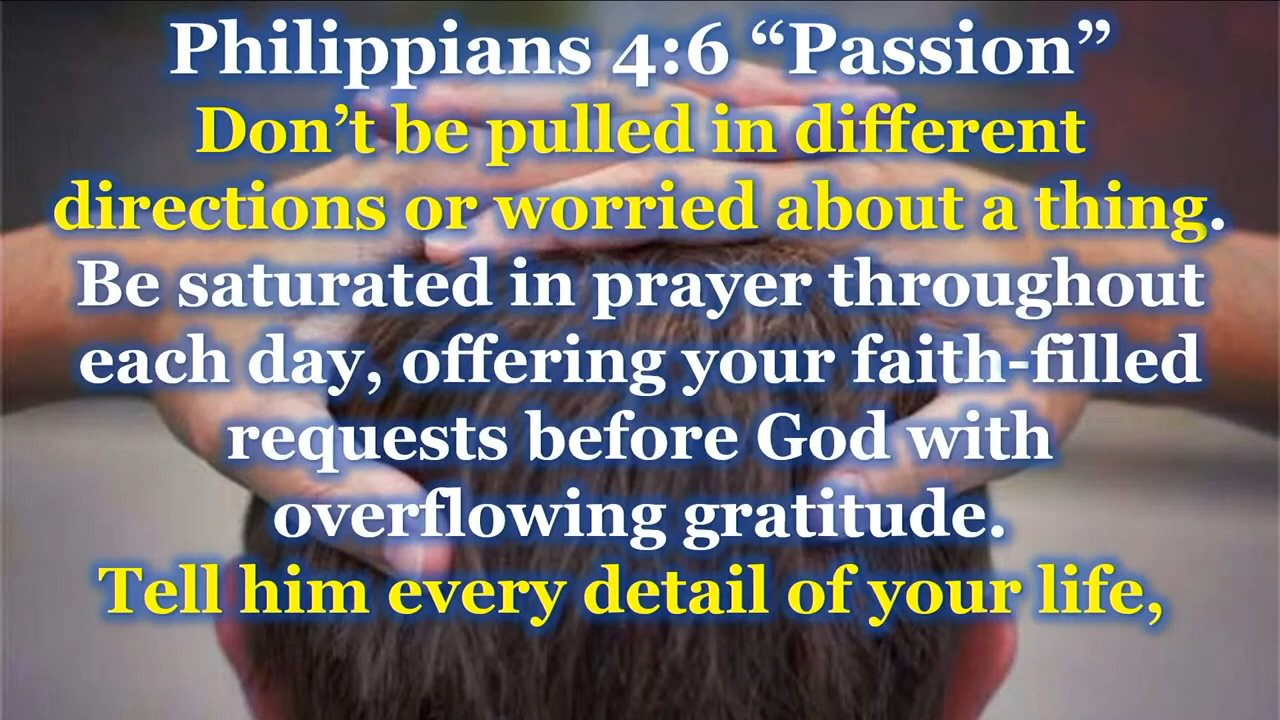 Philippians 4:6 “Passion”
Don’t be pulled in different
directions or worried about a thing.
Be saturated in prayer throughout
each day, offering your faith-filled
requests before God with
overflowing gratitude.
Tell him every detail of your life,